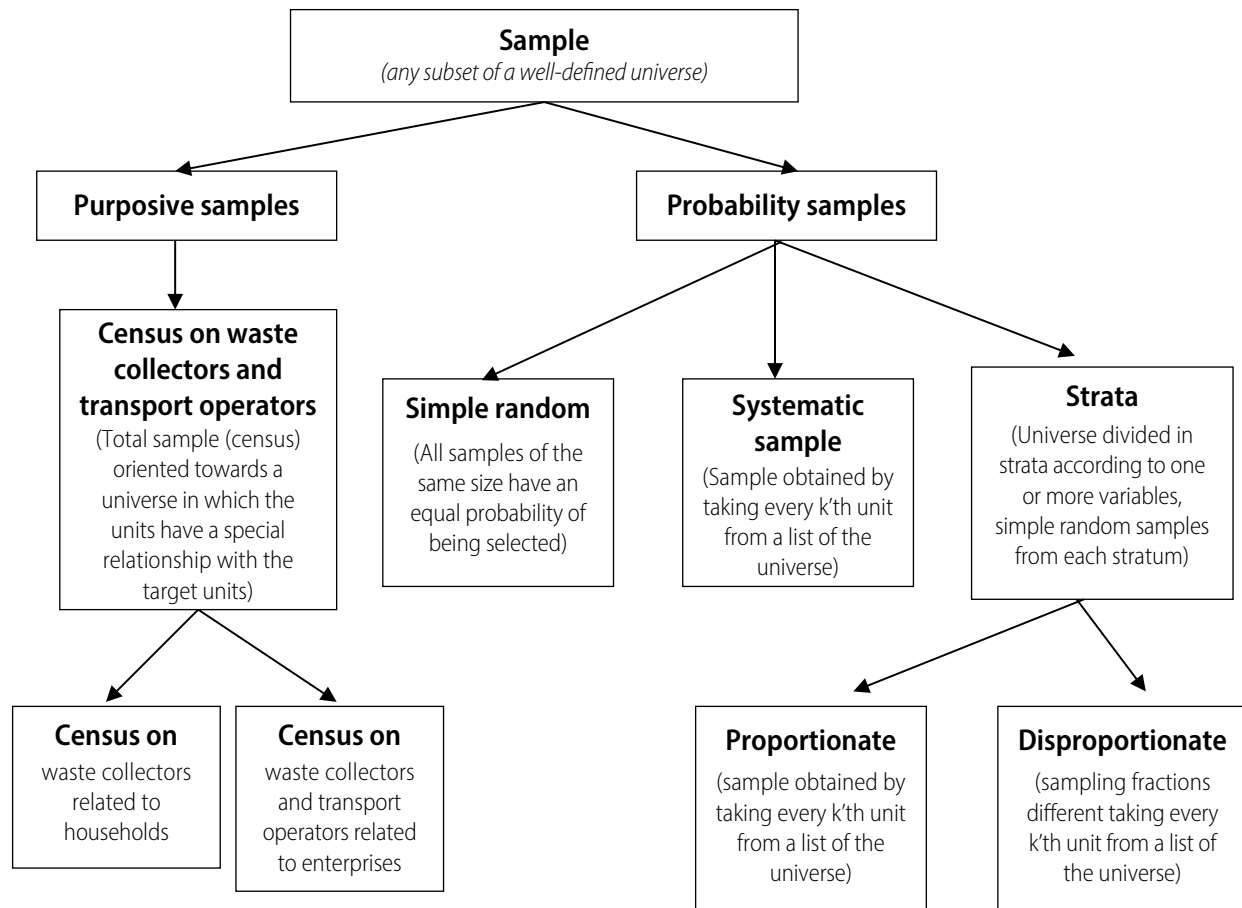 Sample
(any subset of a well-defined universe)
Purposive samples
Probability samples
Census on waste
collectors and
transport operators
(Total sample (census)
oriented towards a
universe in which the
units have a special
relationship with the
target units)
Simple random
(All samples of the
same size have an
equal probability of
being selected)
Systematic
sample
(Sample obtained by
taking every k'th unit
from a list of the
universe)
Strata
(Universe divided in
strata according to one
or more variables,
simple random samples
from each stratum)
Census on
waste collectors
related to
households
Census on
waste collectors
and transport
operators related
to enterprises
Proportionate
(sample obtained by
taking every k'th unit
from a list of the
universe)
Disproportionate
(sampling fractions
different taking every
k'th unit from a list of
the universe)